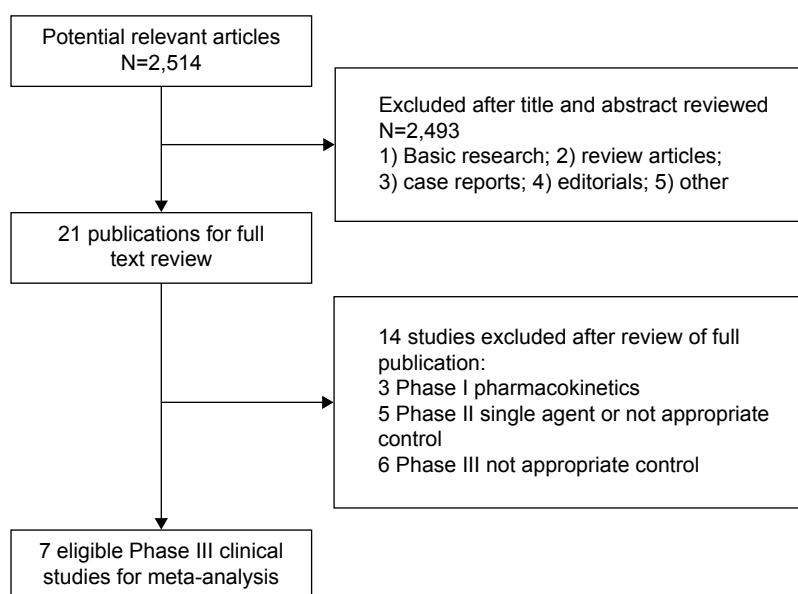 Potential relevant articles
N=2,514
Excluded after title and abstract reviewed
N=2,493
1) Basic research; 2) review articles;
3) case reports; 4) editorials; 5) other
21 publications for full
text review
14 studies excluded after review of full
publication:
3 Phase I pharmacokinetics
5 Phase II single agent or not appropriate
control
6 Phase III not appropriate control
7 eligible Phase III clinical
studies for meta-analysis